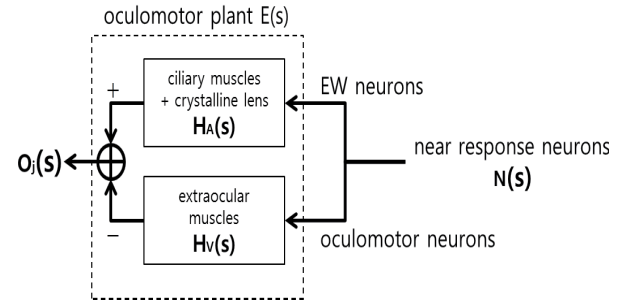 oculomotor plant E(s)
ciliary muscles
+ crystalline lens
HA(s)
EW neurons
+
Oj(s)
near response neurons
N(s)
extraocular
muscles
HV(s)
−
oculomotor neurons